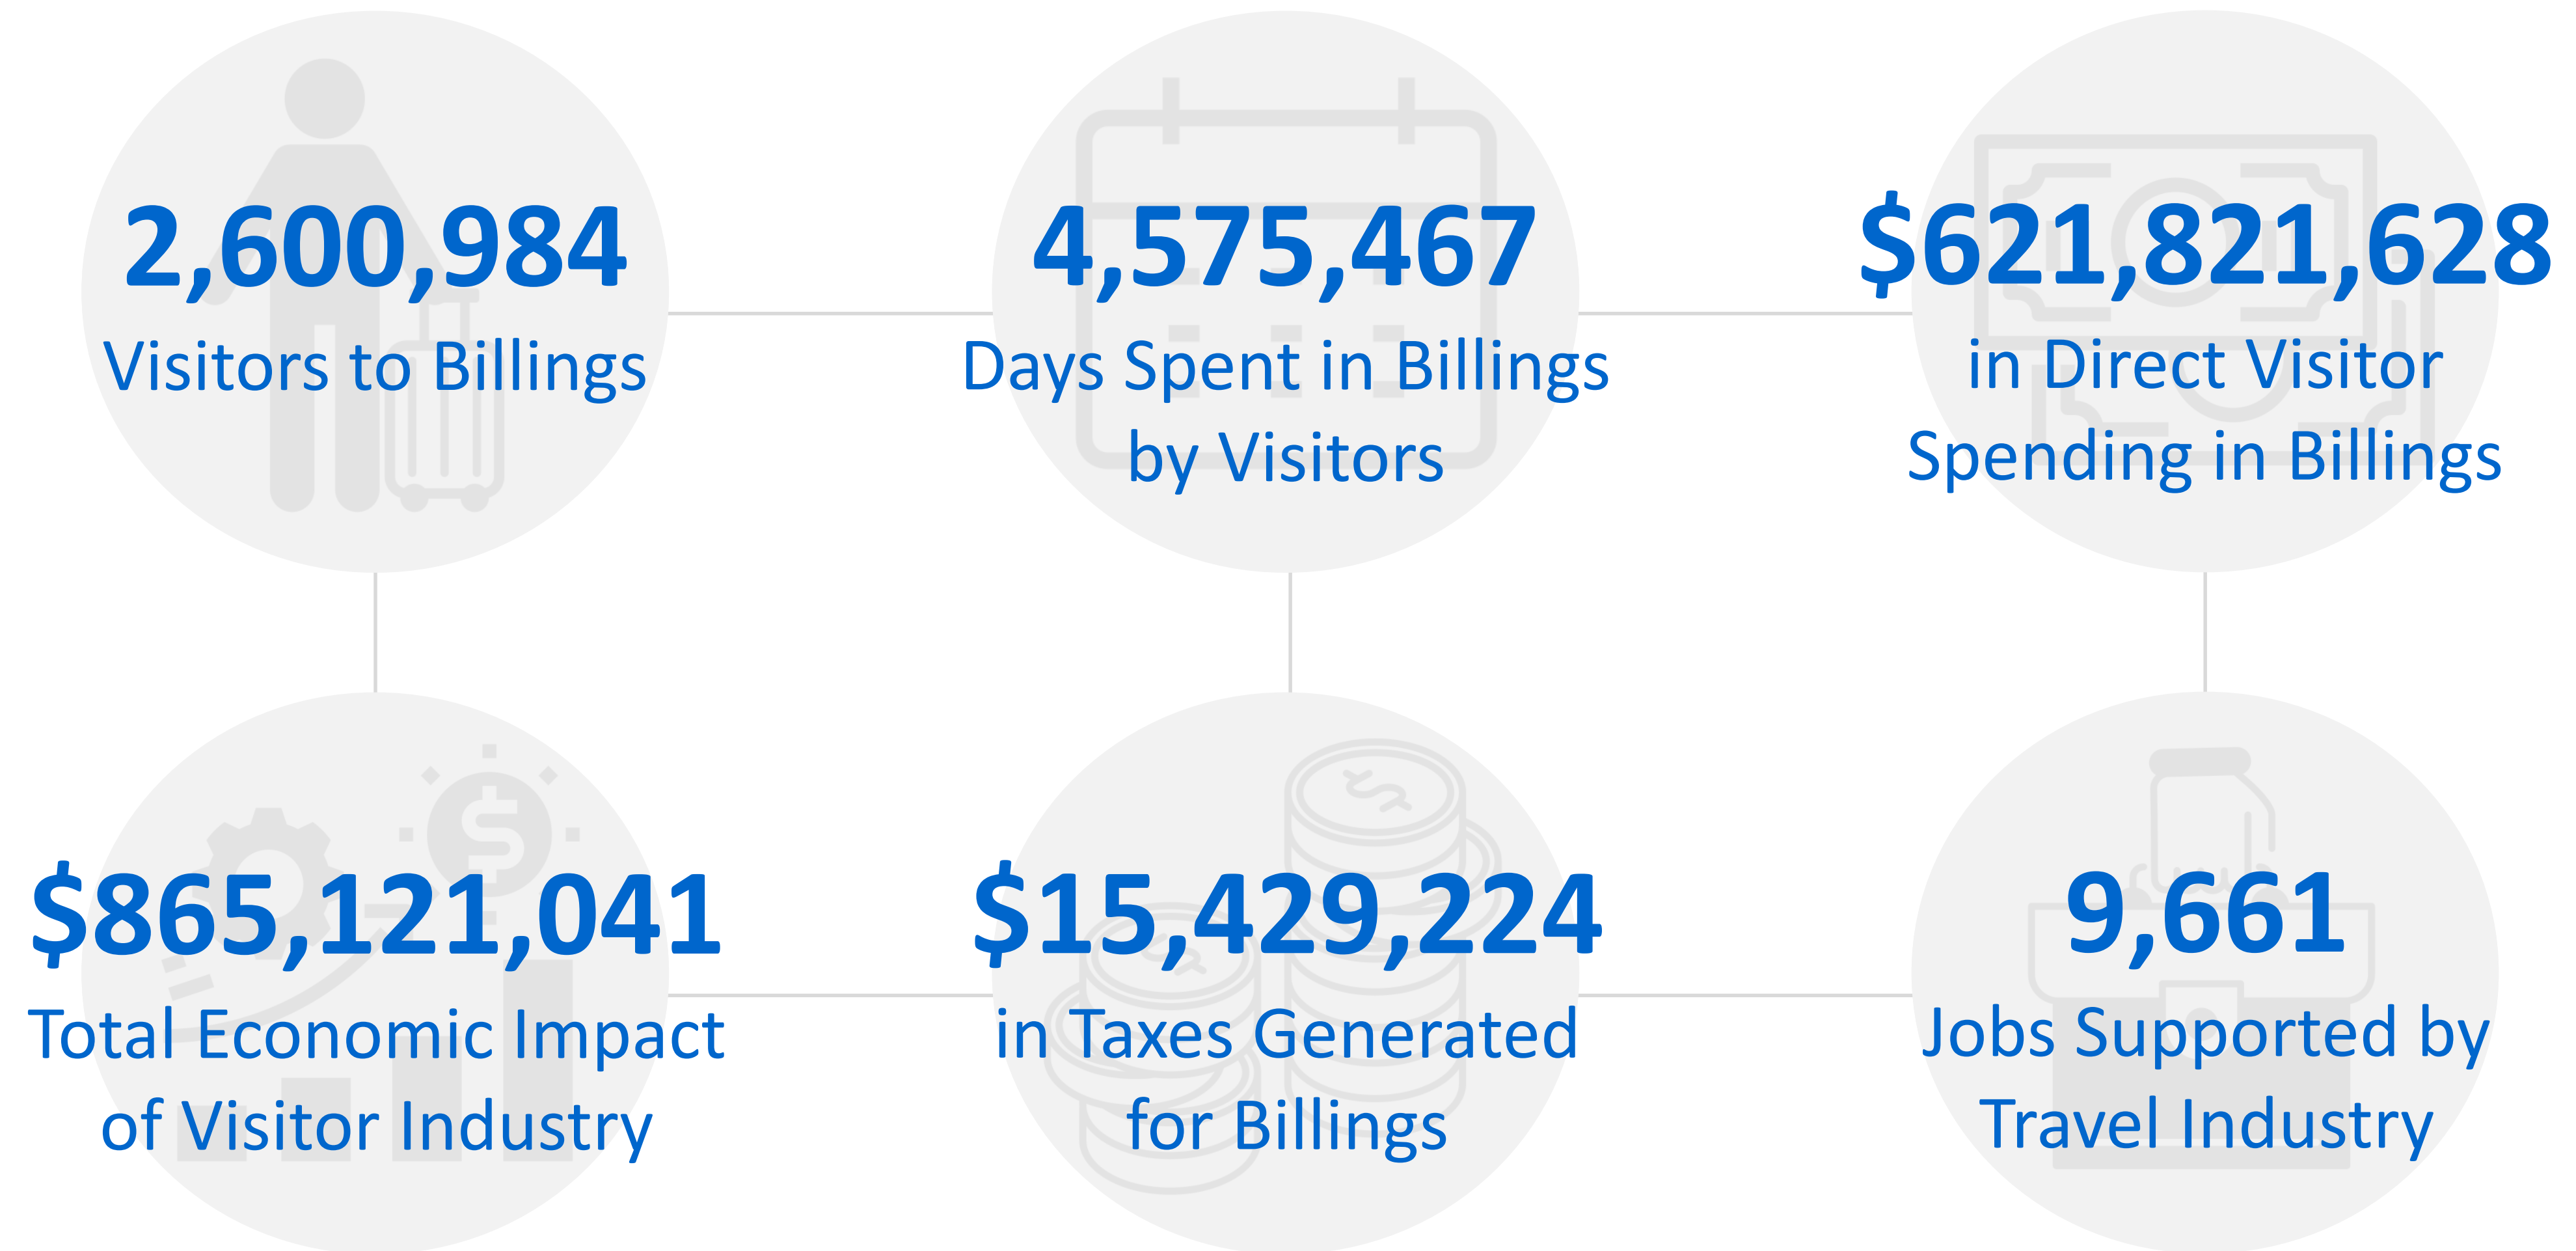 2,600,984
Visitors to Billings
4,575,467
Days Spent in Billings
by Visitors
$621,821,628
in Direct Visitor
Spending in Billings
$865,121,041
Total Economic Impact
of Visitor Industry
$15,429,224
in Taxes Generated
for Billings
9,661
Jobs Supported by
Travel Industry